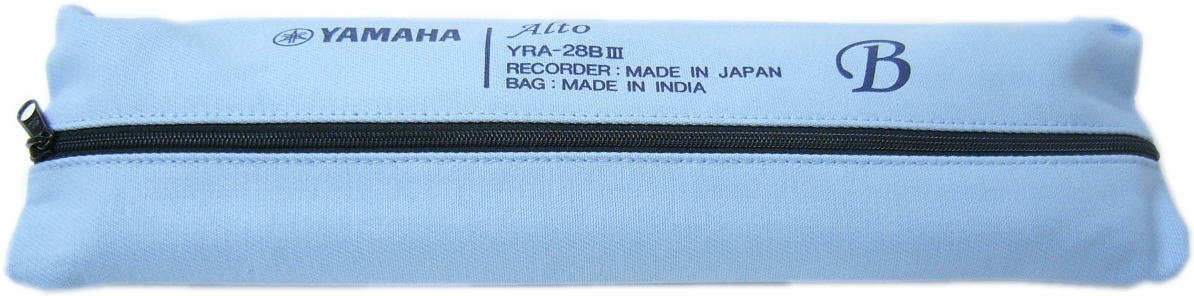 YAMAHA
Alto
YRA-28BIII
RECORDER : MADE IN JAPAN
BAG : MADE IN INDIA
B